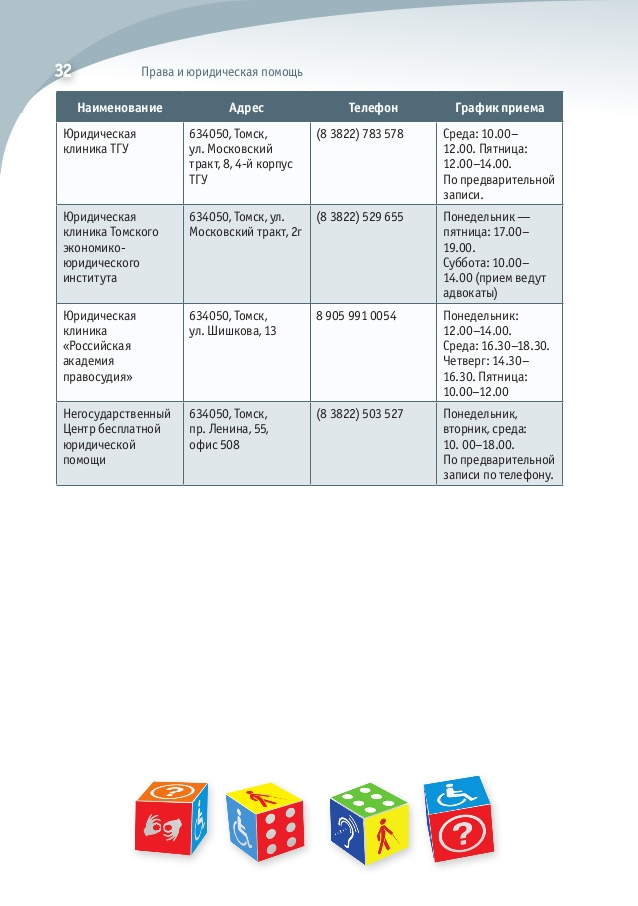 32
Права и юридическая помощь
Наименование
Адрес
Телефон
График приема
Юридическая
клиника ТГУ
634050, Томск,
ул. Московский
тракт, 8, 4-й корпус
ТГУ
(8 3822) 783 578
Среда: 10.00–
12.00. Пятница:
12.00–14.00.
По предварительной
записи.
Юридическая
клиника Томского
экономико-
юридического
института
634050, Томск, ул.
Московский тракт, 2г
(8 3822) 529 655
Понедельник —
пятница: 17.00–
19.00.
Суббота: 10.00–
14.00 (прием ведут
адвокаты)
Юридическая
клиника
«Российская
академия
правосудия»
634050, Томск,
ул. Шишкова, 13
8 905 991 0054
Понедельник:
12.00–14.00.
Среда: 16.30–18.30.
Четверг: 14.30–
16.30. Пятница:
10.00–12.00
Негосударственный
Центр бесплатной
юридической
помощи
634050, Томск,
пр. Ленина, 55,
офис 508
(8 3822) 503 527
Понедельник,
вторник, среда:
10. 00–18.00.
По предварительной
записи по телефону.
?
?